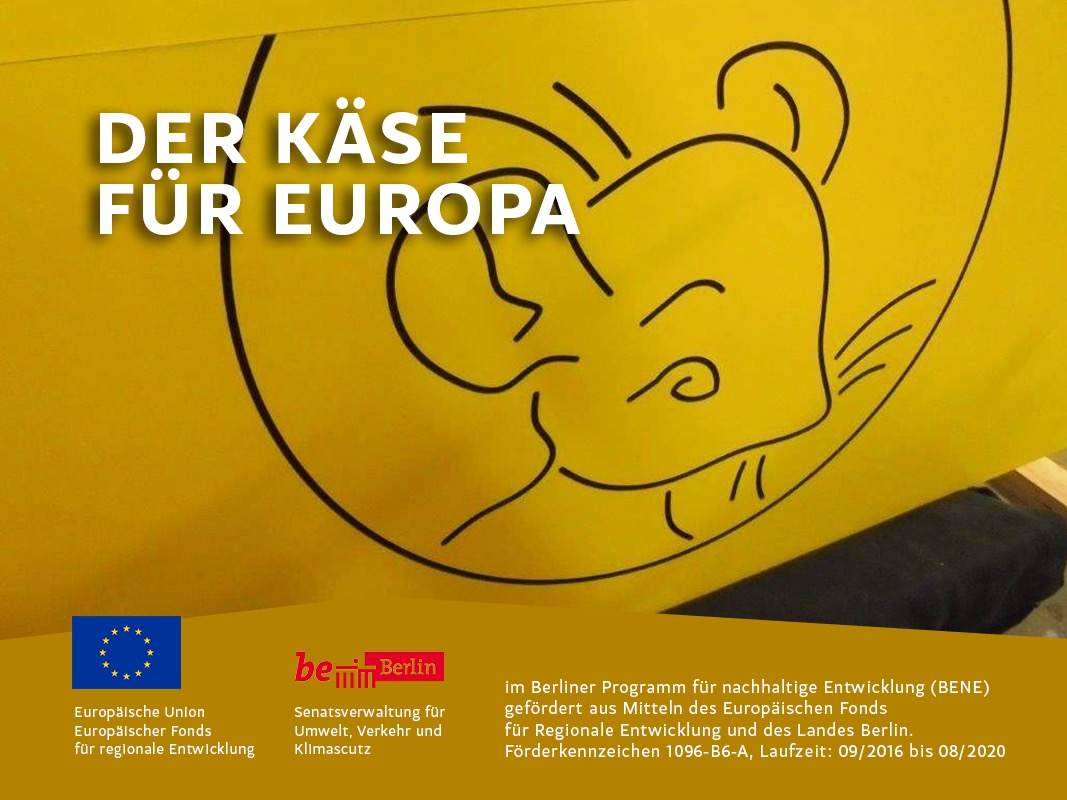 DER KÄSE
FÜR EUROPA
be Berlin
Europäische Union
Europäischer Fonds
für regionale Entwicklung
Senatsverwaltung für
Umwelt, Verkehr und
Klimascutz
im Berliner Programm für nachhaltige Entwicklung (BENE)
gefördert aus Mitteln des Europäischen Fonds
für Regionale Entwicklung und des Landes Berlin.
Förderkennzeichen 1096-B6-A, Laufzeit: 09/2016 bis 08/2020